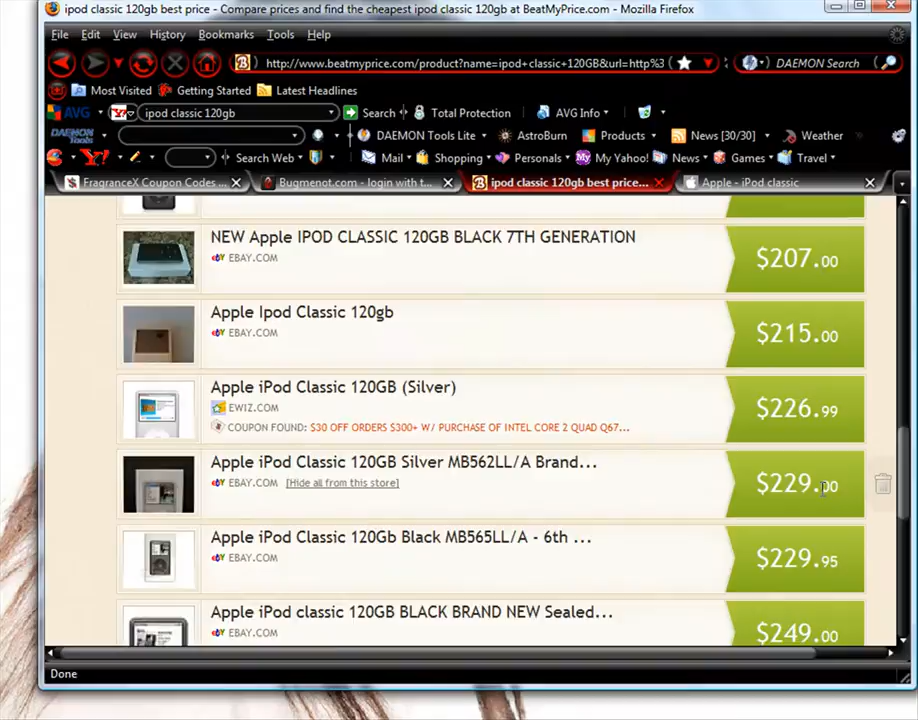 ipod classic 120gb best price - Compare prices and find the cheapest ipod classic 120gb at BeatMyPrice.com - Mozilla Firefox
File Edit View History Bookmarks Tools Help
http://www.beatmyprice.com/product?name=ipod+classic+120GB&url=http%3 DAEMON Search
Most Visited Getting Started Latest Headlines
AVG Y! ipod classic 120gb Search Total Protection AVG Info
DAEMON Tools DAEMON Tools Lite AstroBurn Products News [30/30] Weather
Y! Search Web Mail Shopping Personals My Yahoo! News Games Travel
FragranceX Coupon Codes ... Bugmenot.com - login with t... ipod classic 120gb best price... Apple - iPod classic
NEW Apple IPOD CLASSIC 120GB BLACK 7TH GENERATION
EBAY.COM
$207.00
Apple Ipod Classic 120gb
EBAY.COM
$215.00
Apple iPod Classic 120GB (Silver)
EWIZ.COM
COUPON FOUND: $30 OFF ORDERS $300+ W/ PURCHASE OF INTEL CORE 2 QUAD Q67...
$226.99
Apple iPod Classic 120GB Silver MB562LL/A Brand...
EBAY.COM [Hide all from this store]
$229.00
Apple iPod Classic 120Gb Black MB565LL/A - 6th ...
EBAY.COM
$229.95
Apple iPod classic 120GB BLACK BRAND NEW Sealed...
EBAY.COM
$249.00
Done